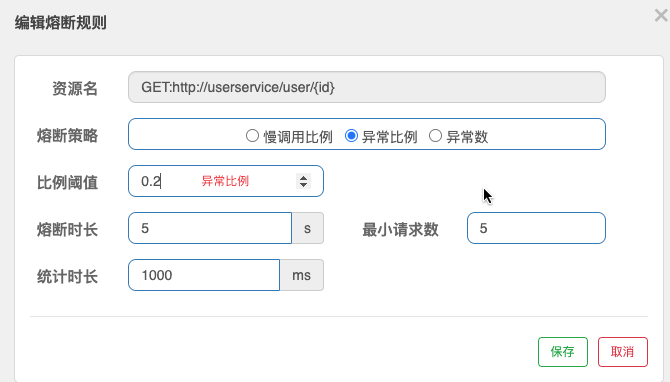 编辑熔断规则
×
资源名 GET:http://userservice/user/{id}
熔断策略 慢调用比例 异常比例 异常数
比例阈值 0.2 异常比例
熔断时长 5 s 最小请求数 5
统计时长 1000 ms
保存 取消